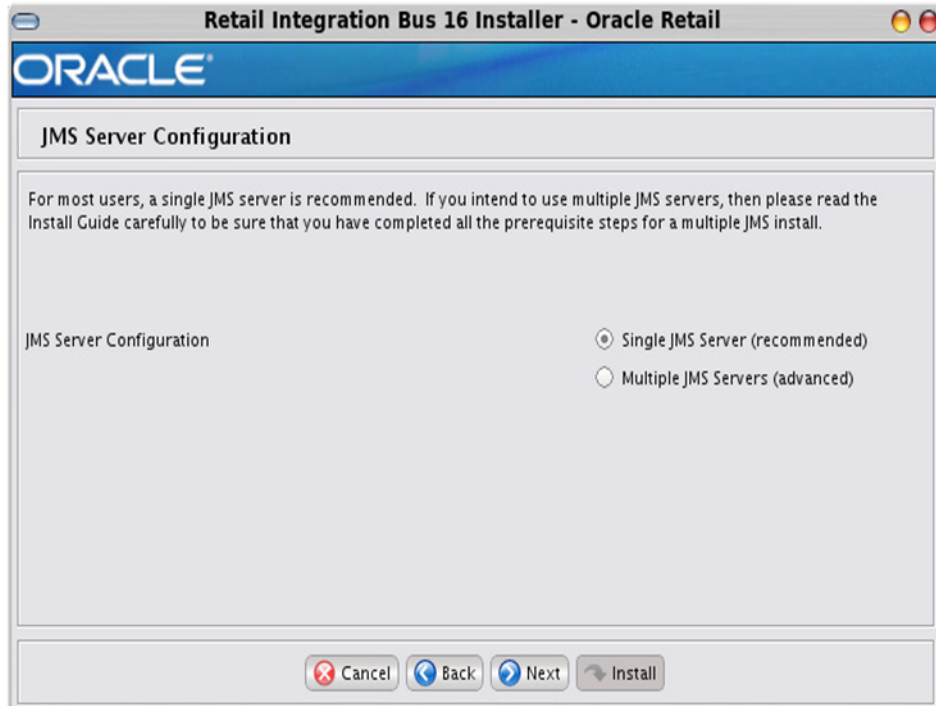 Retail Integration Bus 16 Installer - Oracle Retail
ORACLE®
JMS Server Configuration
For most users, a single JMS server is recommended. If you intend to use multiple JMS servers, then please read the
Install Guide carefully to be sure that you have completed all the prerequisite steps for a multiple JMS install.
JMS Server Configuration
Single JMS Server (recommended)
Multiple JMS Servers (advanced)
Cancel Back Next Install